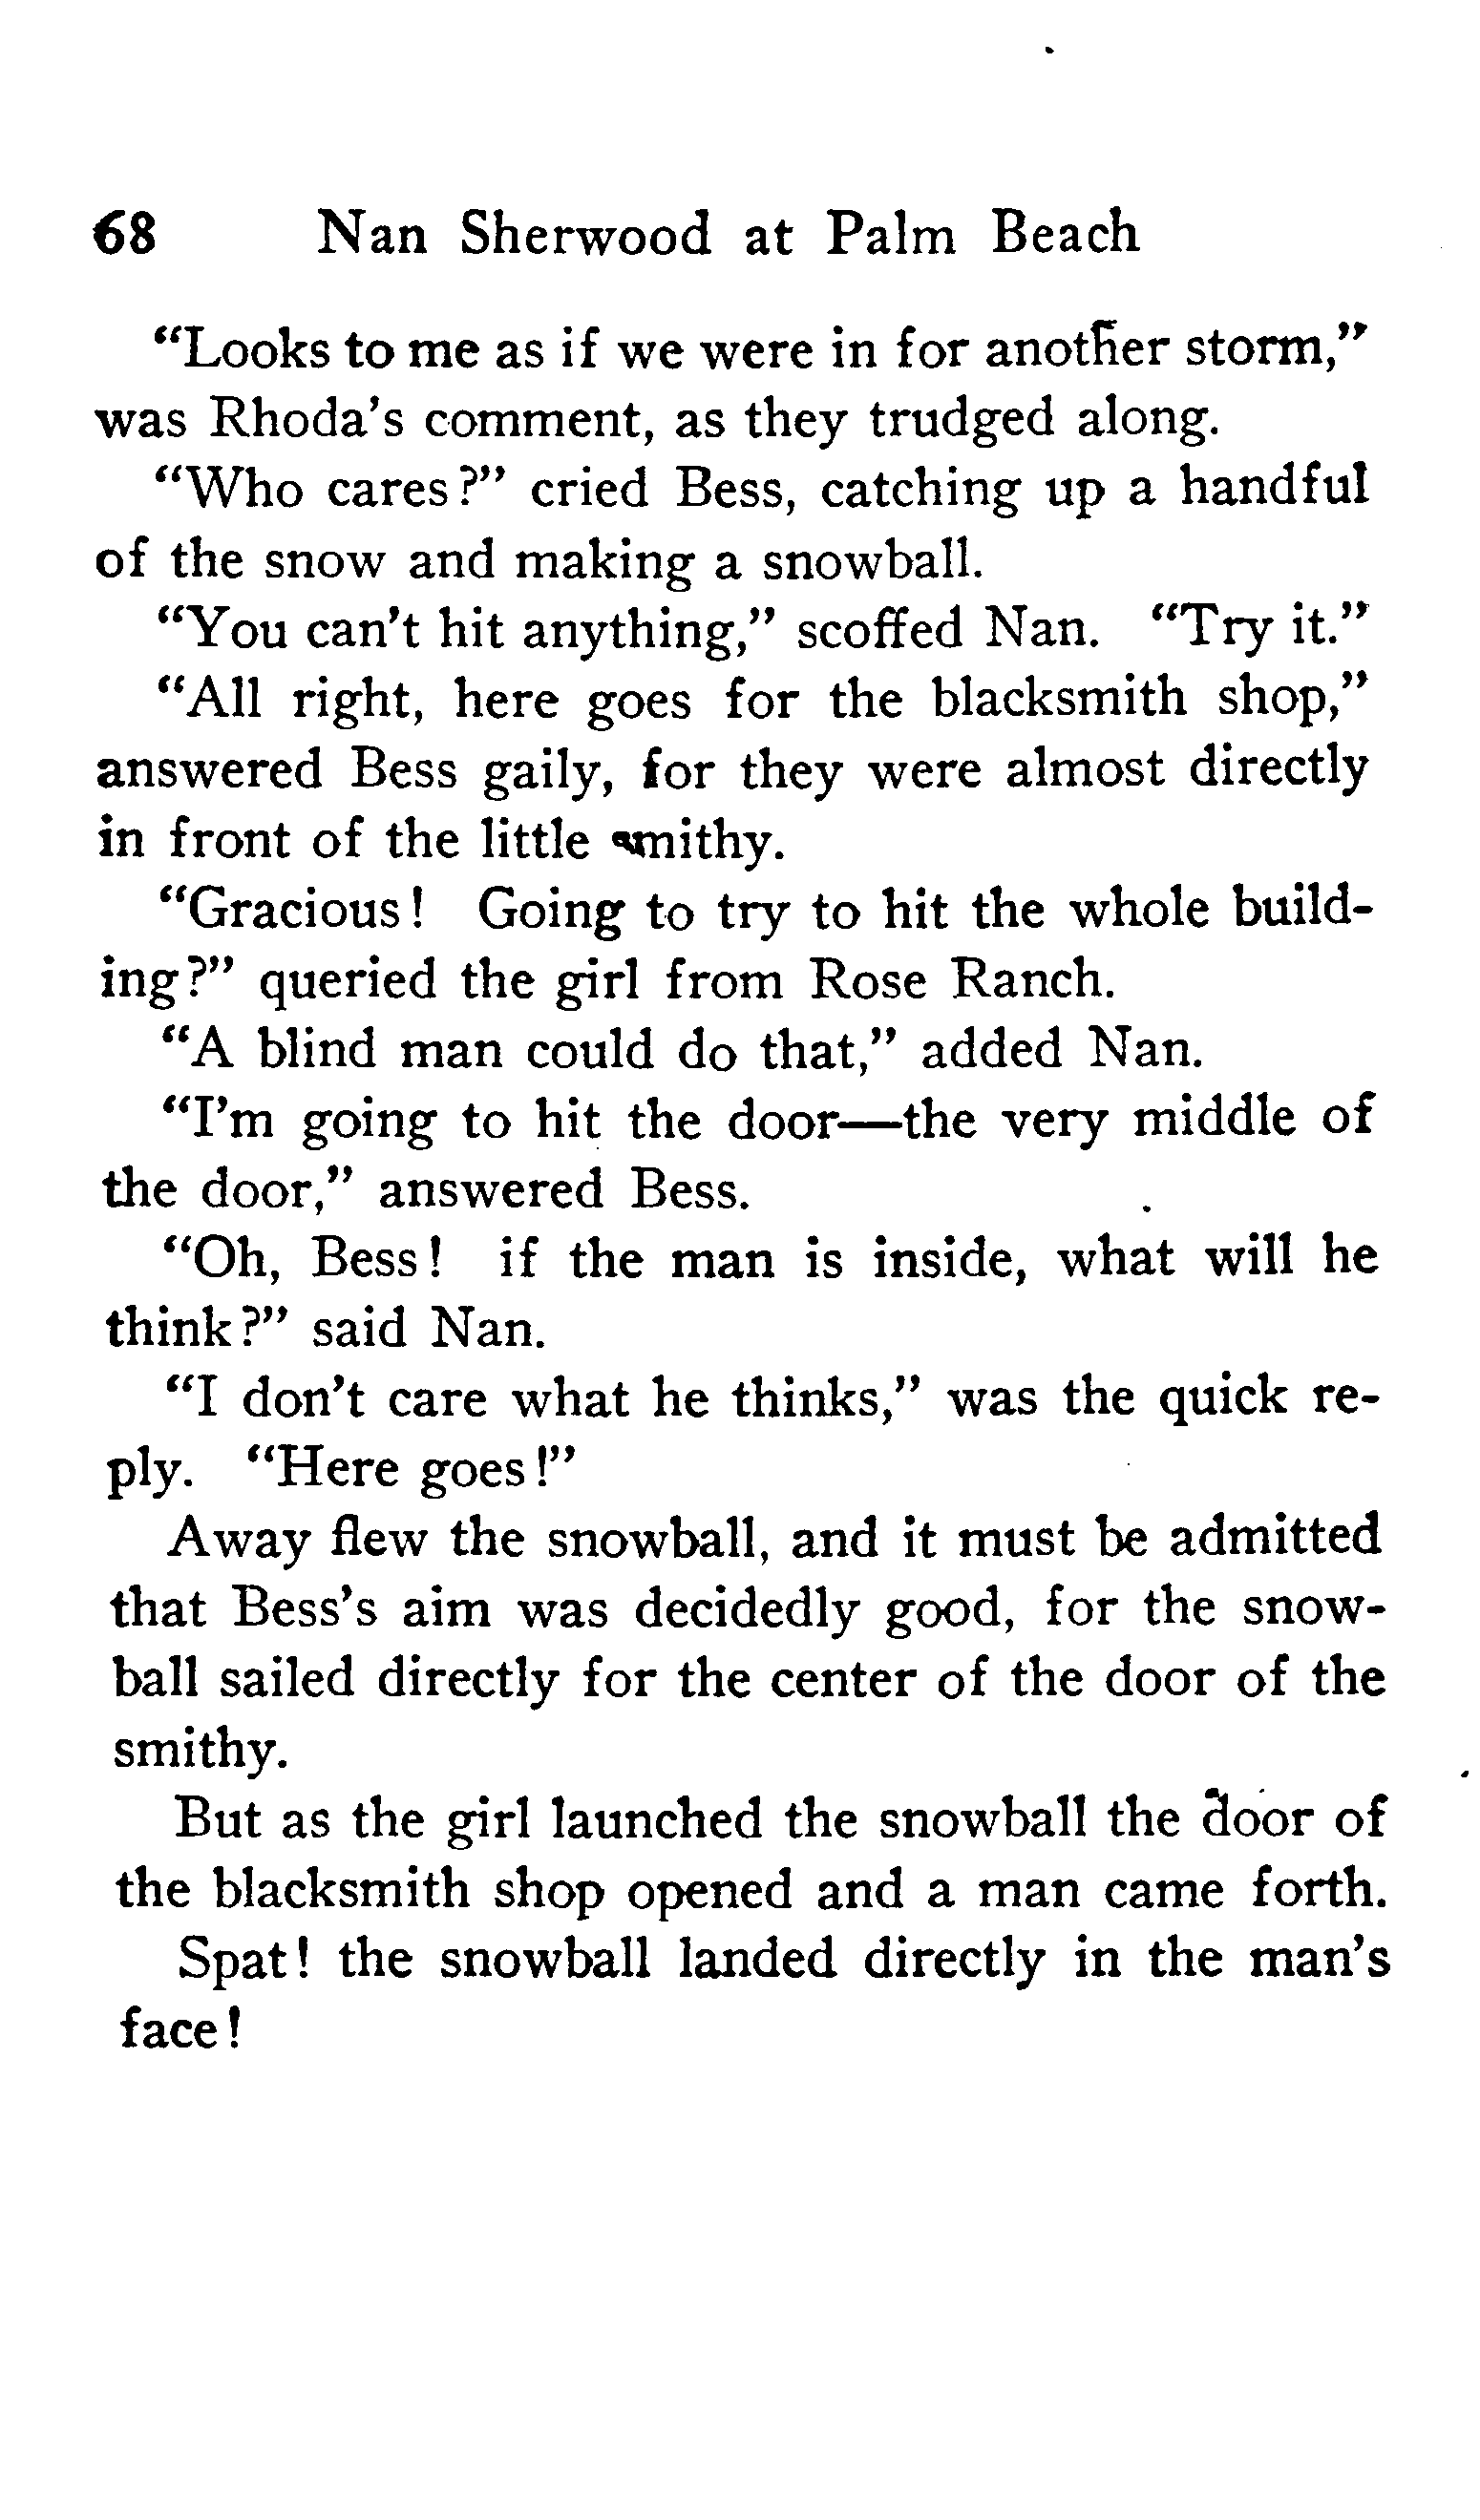 68 Nan Sherwood at Palm Beach
"Looks to me as if we were in for another storm,"
was Rhoda's comment, as they trudged along.
"Who cares?" cried Bess, catching up a handful
of the snow and making a snowball.
"You can't hit anything," scoffed Nan. "Try it."
"All right, here goes for the blacksmith shop,"
answered Bess gaily, for they were almost directly
in front of the little smithy.
"Gracious! Going to try to hit the whole build-
ing?" queried the girl from Rose Ranch.
"A blind man could do that," added Nan.
"I'm going to hit the door—the very middle of
the door," answered Bess.
"Oh, Bess! if the man is inside, what will he
think?" said Nan.
"I don't care what he thinks," was the quick re-
ply. "Here goes!"
Away flew the snowball, and it must be admitted
that Bess's aim was decidedly good, for the snow-
ball sailed directly for the center of the door of the
smithy.
But as the girl launched the snowball the door of
the blacksmith shop opened and a man came forth.
Spat! the snowball landed directly in the man's
face!